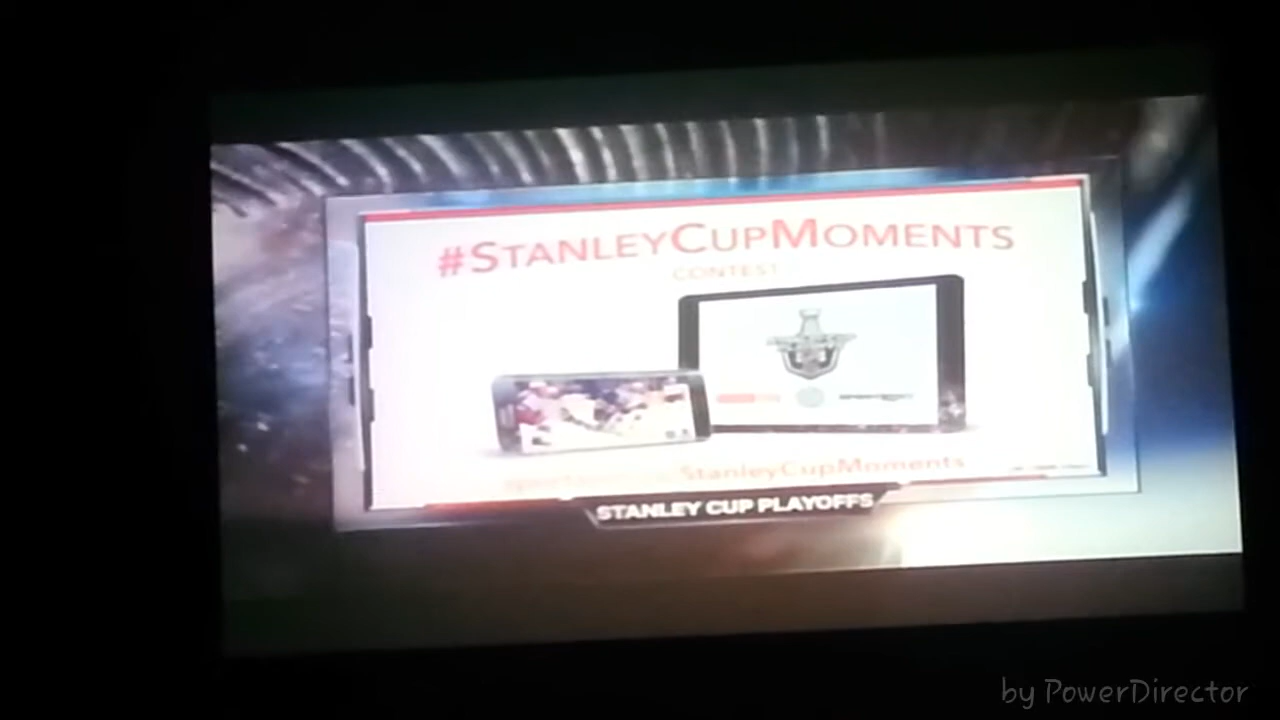 #STANLEYCUPMOMENTS
CONTEST
StanleyCupMoments
STANLEY CUP PLAYOFFS
by PowerDirector